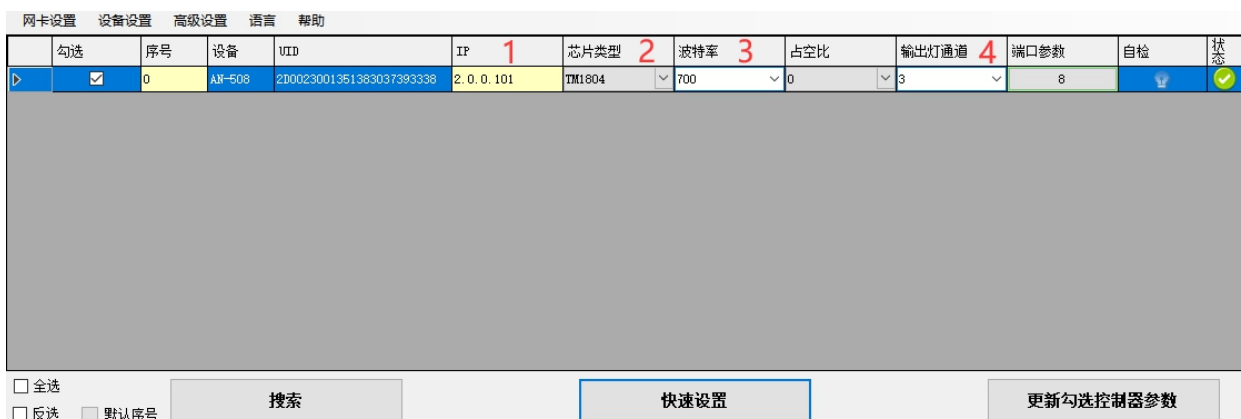 网卡设置 设备设置 高级设置 语言 帮助
勾选 序号 设备 UID IP 1 芯片类型 2 波特率 3 占空比 输出灯通道 4 端口参数 自检 状态
0 AN-508 2D0023001351383037393338 2.0.0.101 TM1804 700 0 3 8
全选
搜索 快速设置 更新勾选控制器参数
反选 默认序号